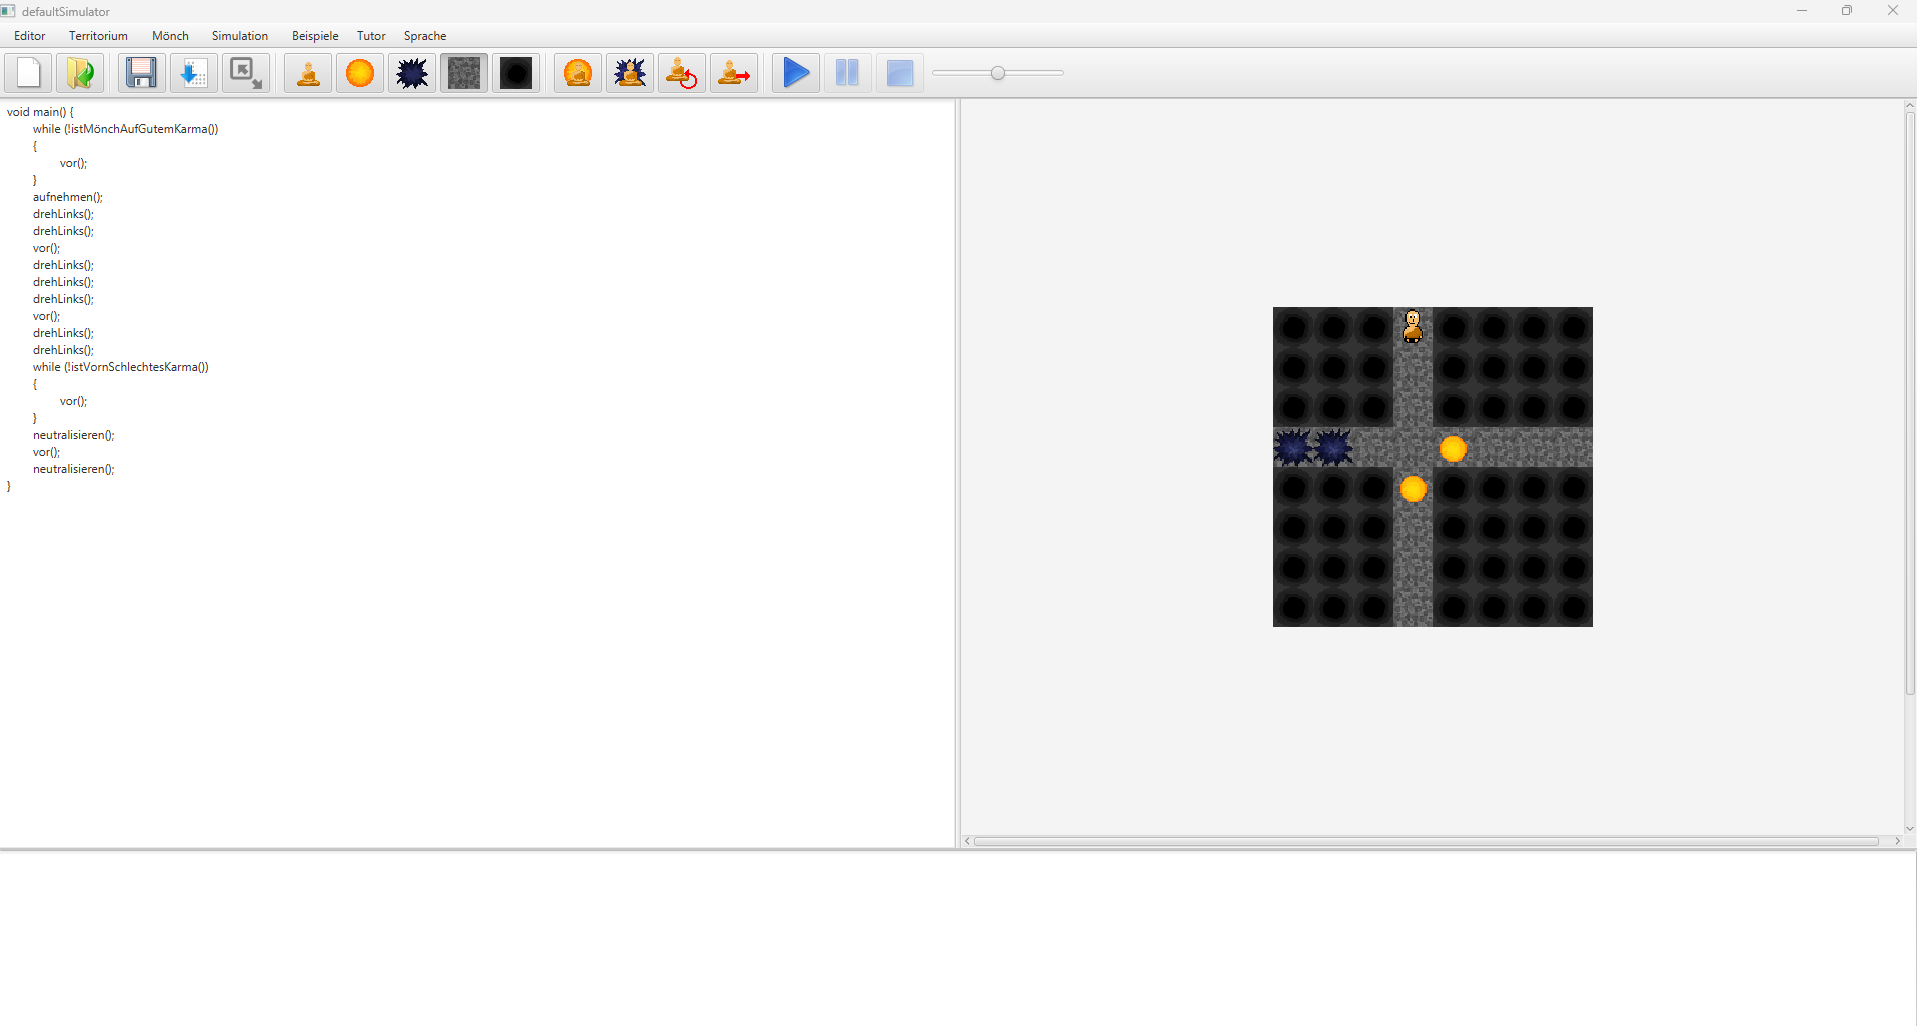 defaultSimulator
Editor Territorium Mönch Simulation Beispiele Tutor Sprache
void main() {
while (!istMönchAufGutemKarma())
{
vor();
}
aufnehmen();
drehLinks();
drehLinks();
vor();
drehLinks();
drehLinks();
drehLinks();
vor();
drehLinks();
drehLinks();
while (!istVornSchlechtesKarma())
{
vor();
}
neutralisieren();
vor();
neutralisieren();
}